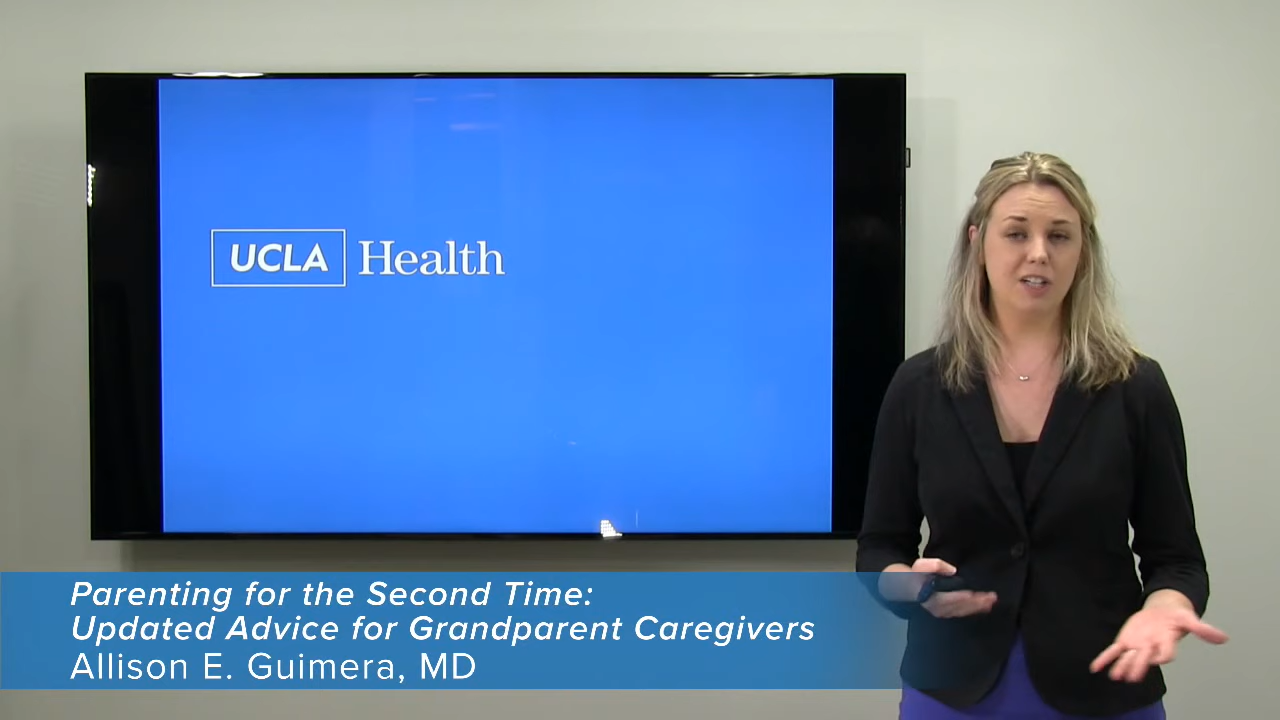 UCLA Health
Parenting for the Second Time:
Updated Advice for Grandparent Caregivers
Allison E. Guimera, MD